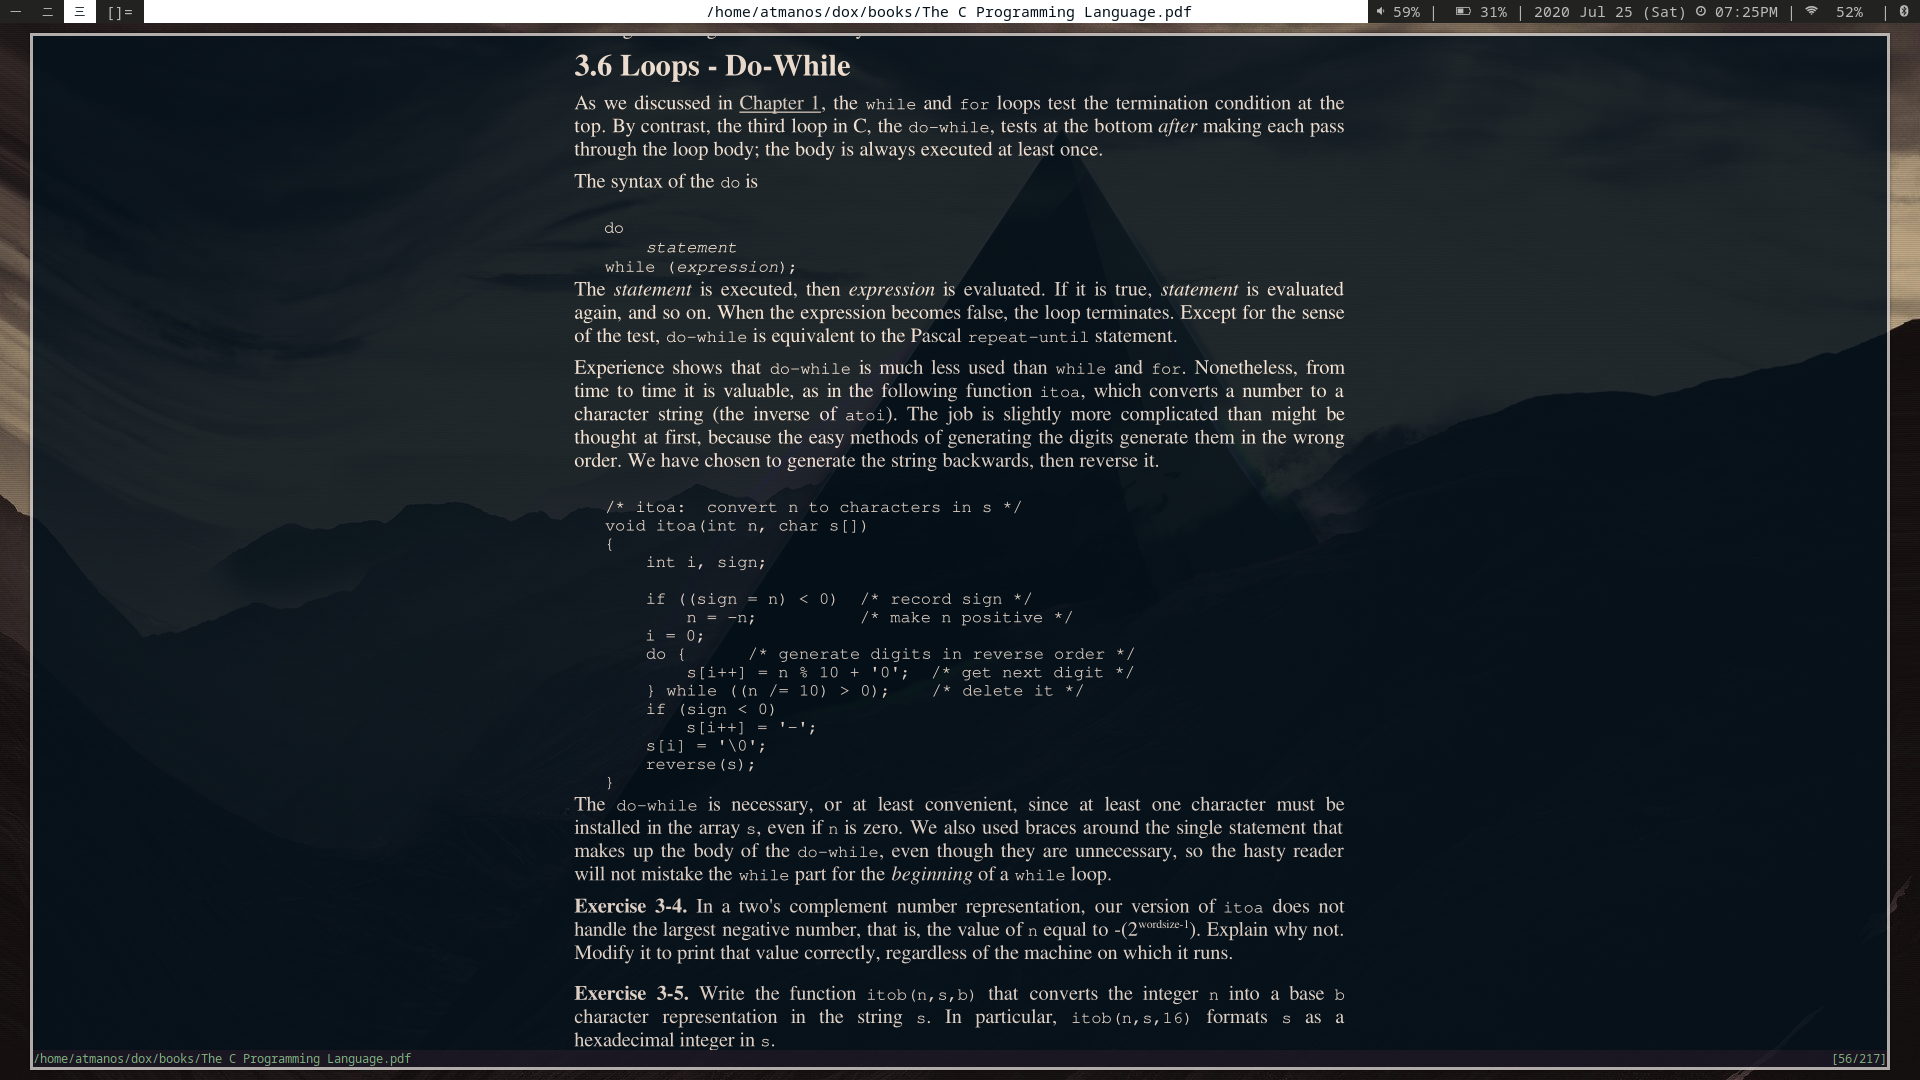 一 二 三 []= /home/atmanos/dox/books/The C Programming Language.pdf 59% | 31% | 2020 Jul 25 (Sat) 07:25PM | 52% |
3.6 Loops - Do-While
As we discussed in Chapter 1, the while and for loops test the termination condition at the
top. By contrast, the third loop in C, the do-while, tests at the bottom after making each pass
through the loop body; the body is always executed at least once.
The syntax of the do is
do
    statement
while (expression);
The statement is executed, then expression is evaluated. If it is true, statement is evaluated
again, and so on. When the expression becomes false, the loop terminates. Except for the sense
of the test, do-while is equivalent to the Pascal repeat-until statement.
Experience shows that do-while is much less used than while and for. Nonetheless, from
time to time it is valuable, as in the following function itoa, which converts a number to a
character string (the inverse of atoi). The job is slightly more complicated than might be
thought at first, because the easy methods of generating the digits generate them in the wrong
order. We have chosen to generate the string backwards, then reverse it.
/* itoa:  convert n to characters in s */
void itoa(int n, char s[])
{
    int i, sign;
    if ((sign = n) < 0)  /* record sign */
        n = -n;          /* make n positive */
    i = 0;
    do {      /* generate digits in reverse order */
        s[i++] = n % 10 + '0';  /* get next digit */
    } while ((n /= 10) > 0);    /* delete it */
    if (sign < 0)
        s[i++] = '-';
    s[i] = '\0';
    reverse(s);
}
The do-while is necessary, or at least convenient, since at least one character must be
installed in the array s, even if n is zero. We also used braces around the single statement that
makes up the body of the do-while, even though they are unnecessary, so the hasty reader
will not mistake the while part for the beginning of a while loop.
Exercise 3-4. In a two's complement number representation, our version of itoa does not
handle the largest negative number, that is, the value of n equal to -(2wordsize-1). Explain why not.
Modify it to print that value correctly, regardless of the machine on which it runs.
Exercise 3-5. Write the function itob(n,s,b) that converts the integer n into a base b
character representation in the string s. In particular, itob(n,s,16) formats s as a
hexadecimal integer in s.
/home/atmanos/dox/books/The C Programming Language.pdf [56/217]